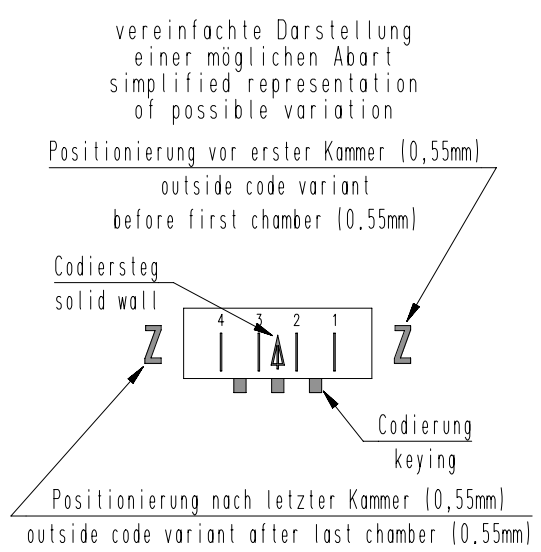 vereinfachte Darstellung
einer möglichen Abart
simplified representation
of possible variation
Positionierung vor erster Kammer (0,55mm)
outside code variant
before first chamber (0.55mm)
Codiersteg
solid wall
4 3 2 1
Z Z
Codierung
keying
Positionierung nach letzter Kammer (0,55mm)
outside code variant after last chamber (0.55mm)